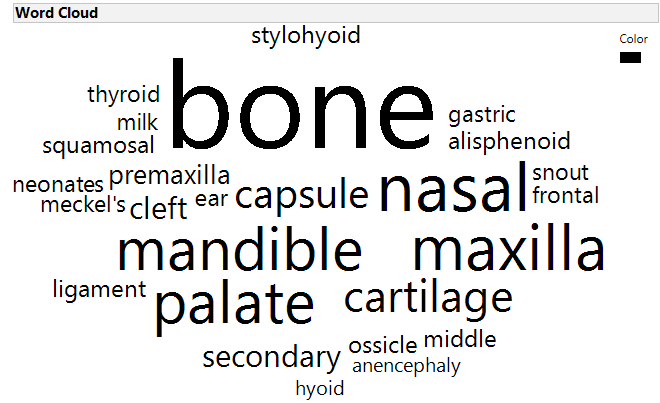 Word Cloud
stylohyoid
Color
bone
thyroid
milk
squamosal
gastric
alisphenoid
neonates
premaxilla
meckel's
cleft
ear
capsule
nasal
snout
frontal
mandible
maxilla
ligament
palate
cartilage
secondary
ossicle
middle
anencephaly
hyoid